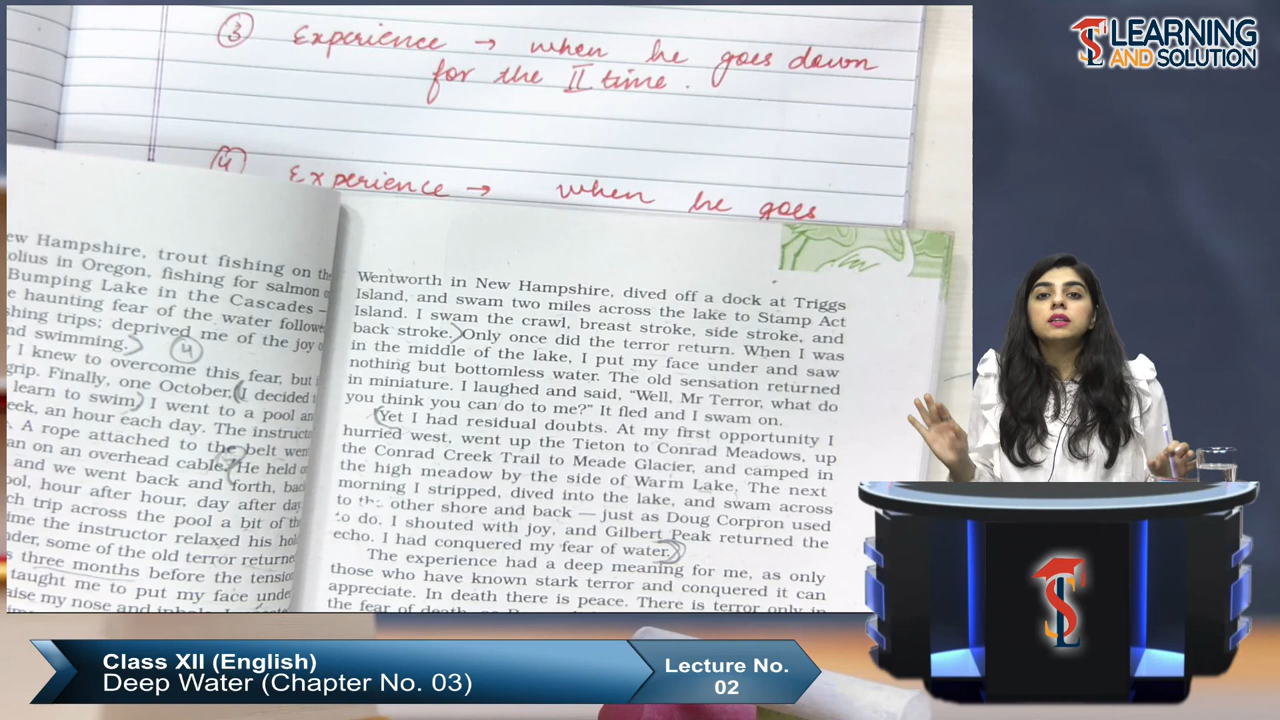 ③ Experience → when he goes down
for the II time.
④ Experience → when he goes
LEARNING
AND SOLUTION
ew Hampshire, trout fishing on the
olius in Oregon, fishing for salmon
Bumping Lake in the Cascades –
e haunting fear of the water followe
shing trips; deprived me of the joy o
nd swimming. ④
I knew to overcome this fear, but
grip. Finally, one October, I decided
learn to swim. I went to a pool an
eek, an hour each day. The instructo
. A rope attached to the belt wen
an on an overhead cable. He held o
and we went back and forth, bac
ool, hour after hour, day after day
ch trip across the pool a bit of th
me the instructor relaxed his hol
der, some of the old terror returne
three months before the tensio
taught me to put my face unde
aise my nose and
Wentworth in New Hampshire, dived off a dock at Triggs
Island, and swam two miles across the lake to Stamp Act
Island. I swam the crawl, breast stroke, side stroke, and
back stroke. Only once did the terror return. When I was
in the middle of the lake, I put my face under and saw
nothing but bottomless water. The old sensation returned
in miniature. I laughed and said, “Well, Mr Terror, what do
you think you can do to me?” It fled and I swam on.
Yet I had residual doubts. At my first opportunity I
hurried west, went up the Tieton to Conrad Meadows, up
the Conrad Creek Trail to Meade Glacier, and camped in
the high meadow by the side of Warm Lake. The next
morning I stripped, dived into the lake, and swam across
to the other shore and back — just as Doug Corpron used
to do. I shouted with joy, and Gilbert Peak returned the
echo. I had conquered my fear of water.
The experience had a deep meaning for me, as only
those who have known stark terror and conquered it can
appreciate. In death there is peace. There is terror only in
the fear of death,
Class XII (English)
Deep Water (Chapter No. 03)
Lecture No.
02